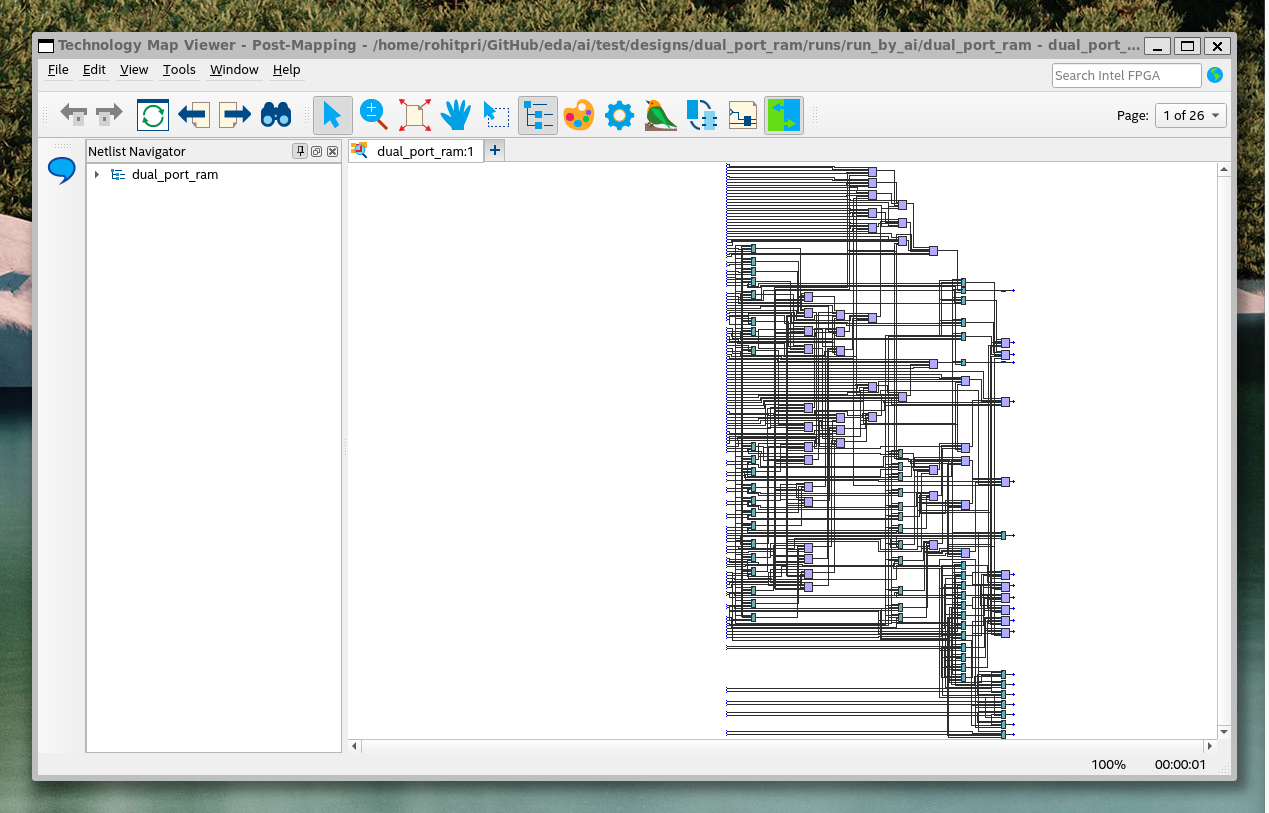 Technology Map Viewer - Post-Mapping - /home/rohitpri/GitHub/eda/ai/test/designs/dual_port_ram/runs/run_by_ai/dual_port_ram - dual_port_...
File Edit View Tools Window Help
Search Intel FPGA
Page: 1 of 26
Netlist Navigator
dual_port_ram:1
dual_port_ram
100% 00:00:01